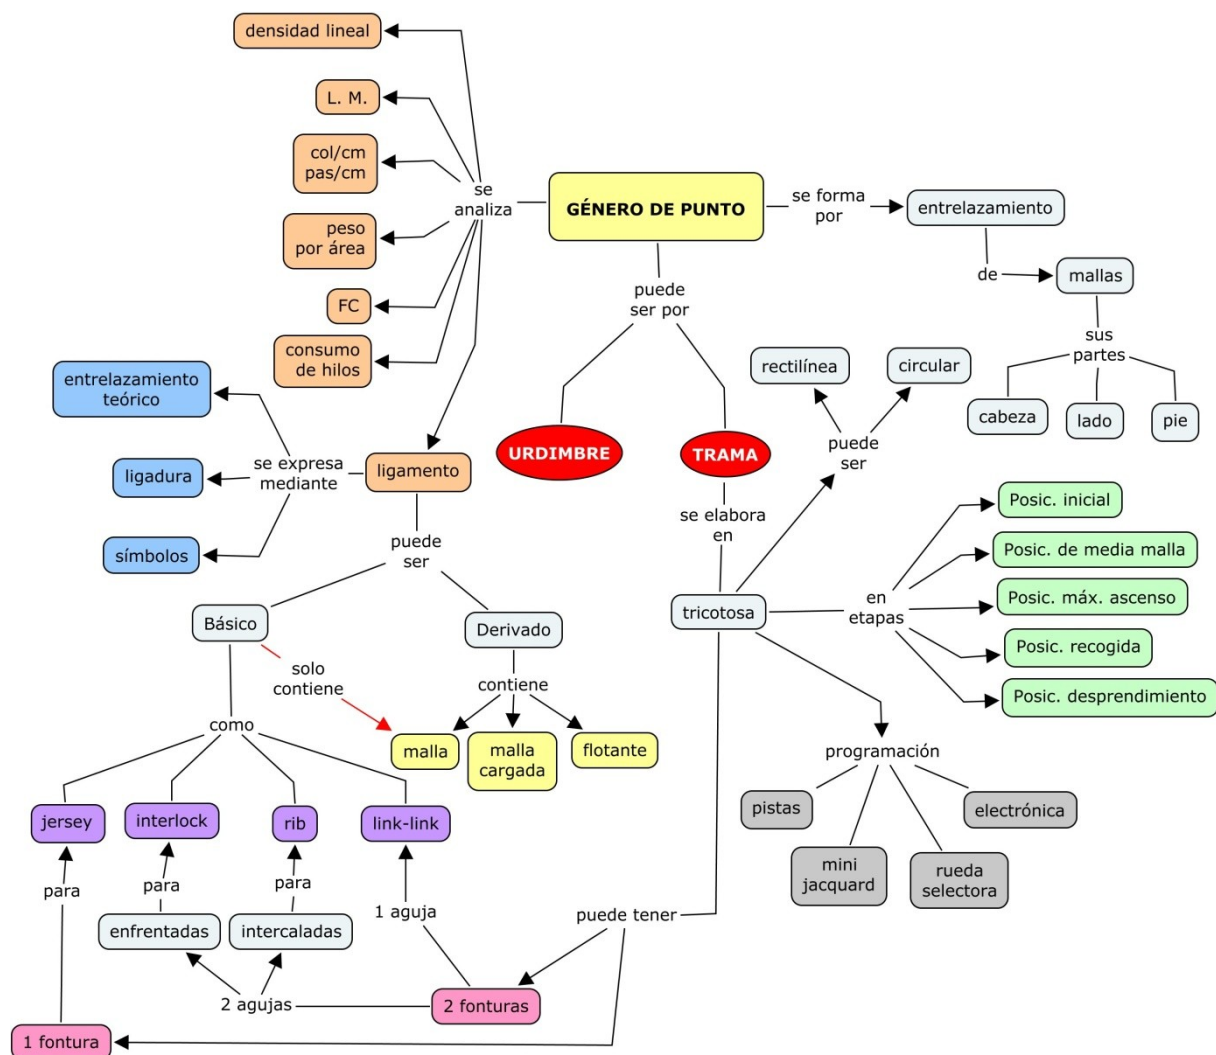 densidad lineal
L. M.
col/cm
pas/cm
peso
por área
FC
consumo
de hilos
se
analiza
GÉNERO DE PUNTO
se forma
por
entrelazamiento
de
mallas
sus
partes
cabeza
lado
pie
puede
ser por
URDIMBRE
TRAMA
rectilínea
circular
puede
ser
entrelazamiento
teórico
ligadura
símbolos
se expresa
mediante
ligamento
puede
ser
se elabora
en
tricotosa
en
etapas
Posic. inicial
Posic. de media malla
Posic. máx. ascenso
Posic. recogida
Posic. desprendimiento
Básico
Derivado
solo
contiene
contiene
malla
malla
cargada
flotante
como
jersey
interlock
rib
link-link
programación
pistas
mini
jacquard
rueda
selectora
electrónica
para
para
para
1 aguja
enfrentadas
intercaladas
puede tener
2 agujas
2 fonturas
1 fontura